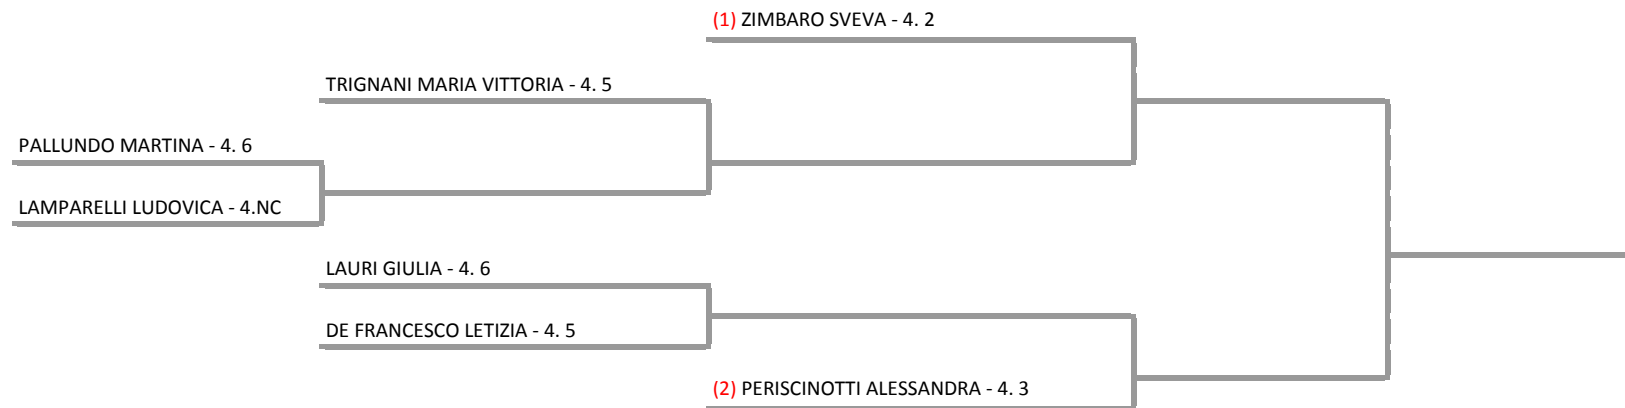 (1) ZIMBARO SVEVA - 4. 2
TRIGNANI MARIA VITTORIA - 4. 5
PALLUNDO MARTINA - 4. 6
LAMPARELLI LUDOVICA - 4.NC
LAURI GIULIA - 4. 6
DE FRANCESCO LETIZIA - 4. 5
(2) PERISCINOTTI ALESSANDRA - 4. 3